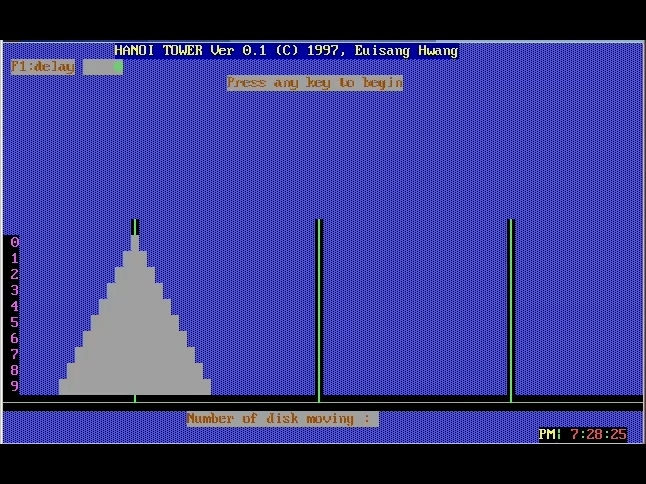 HANOI TOWER Ver 0.1 (C) 1997, Euisang Hwang
F1:delay
Press any key to begin
0
1
2
3
4
5
6
7
8
9
Number of disk moving :
PM| 7:28:25